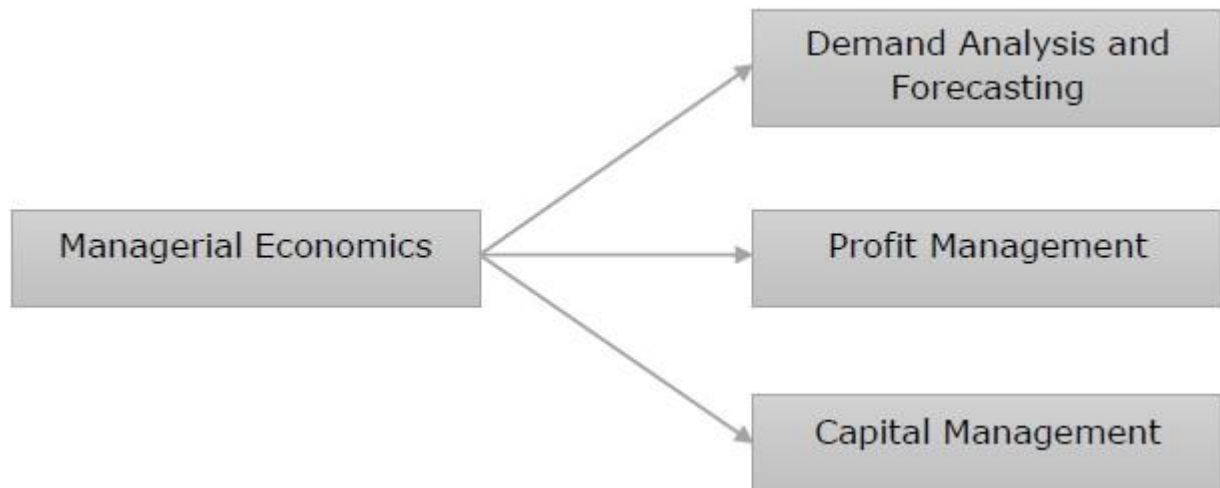 Demand Analysis and
Forecasting
Managerial Economics
Profit Management
Capital Management